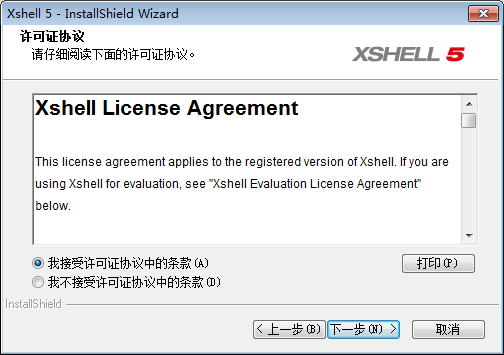 Xshell 5 - InstallShield Wizard
许可证协议
请仔细阅读下面的许可证协议。
XSHELL 5
Xshell License Agreement
This license agreement applies to the registered version of Xshell. If you are
using Xshell for evaluation, see "Xshell Evaluation License Agreement"
below.
我接受许可证协议中的条款(A)
打印(P)
我不接受许可证协议中的条款(D)
InstallShield
< 上一步(B)
下一步(N) >
取消